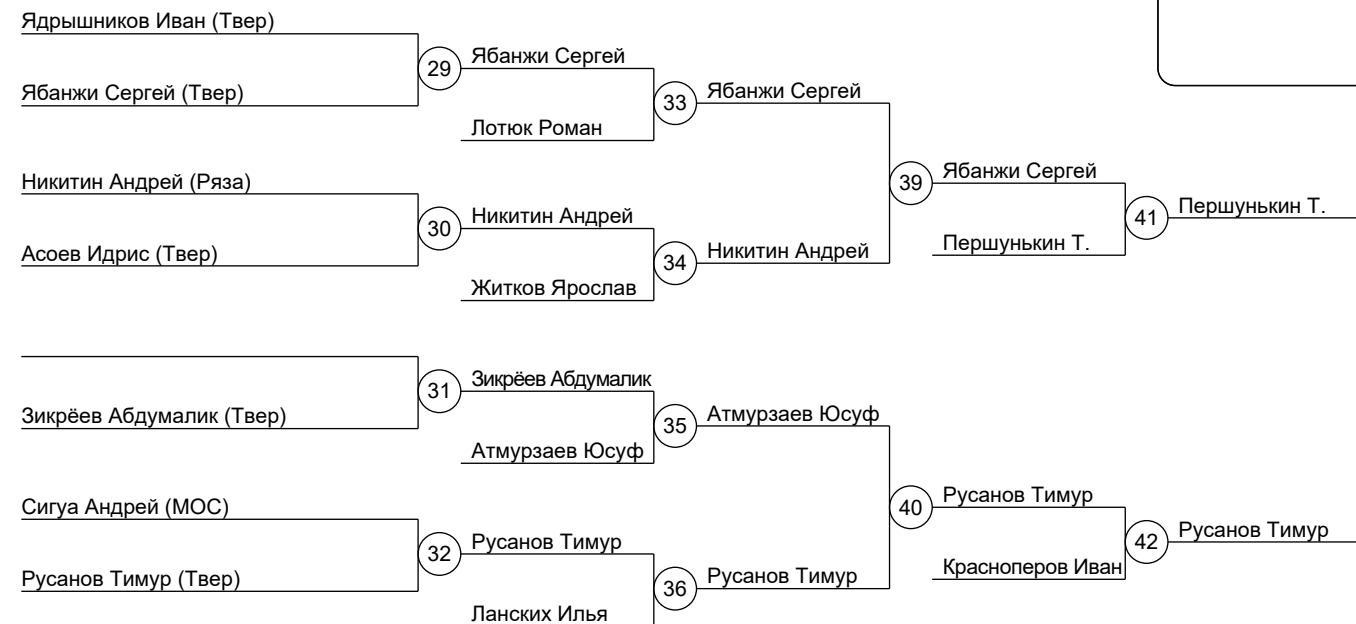 Ядрышников Иван (Твер)
29
Ябанжи Сергей
Ябанжи Сергей (Твер)
33
Ябанжи Сергей
Лотюк Роман
39
Ябанжи Сергей
Никитин Андрей (Ряза)
30
Никитин Андрей
41
Першунькин Т.
Асоев Идрис (Твер)
34
Никитин Андрей
Першунькин Т.
Житков Ярослав
31
Зикрёев Абдумалик
Зикрёев Абдумалик (Твер)
35
Атмурзаев Юсуф
Атмурзаев Юсуф
40
Русанов Тимур
Сигуа Андрей (МОС)
32
Русанов Тимур
42
Русанов Тимур
Русанов Тимур (Твер)
36
Русанов Тимур
Красноперов Иван
Ланских Илья